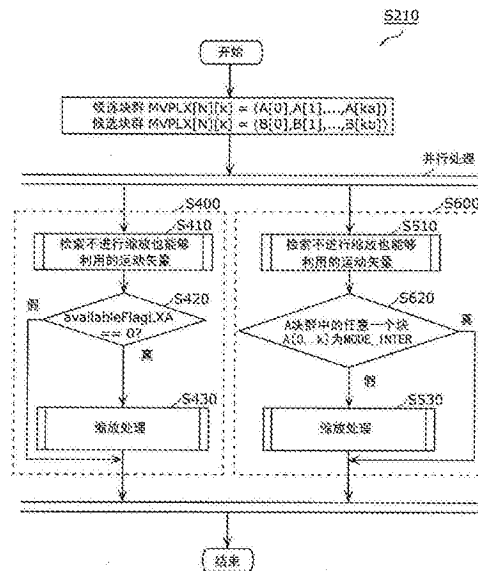 S210
开始
候选块群 MVPLX[N][k] = (A[0],A[1],...,A[ka])
候选块群 MVPLX[N][k] = (B[0],B[1],...,B[kb])
并行处理
S400
S410
检索不进行缩放也能够
利用的运动矢量
S420
假
availableFlagLXA
== 0?
真
S430
缩放处理
S600
S510
检索不进行缩放也能够
利用的运动矢量
S620
A块群中的任意一个块
A[0..k]为MODE_INTER
真
假
S530
缩放处理
结束